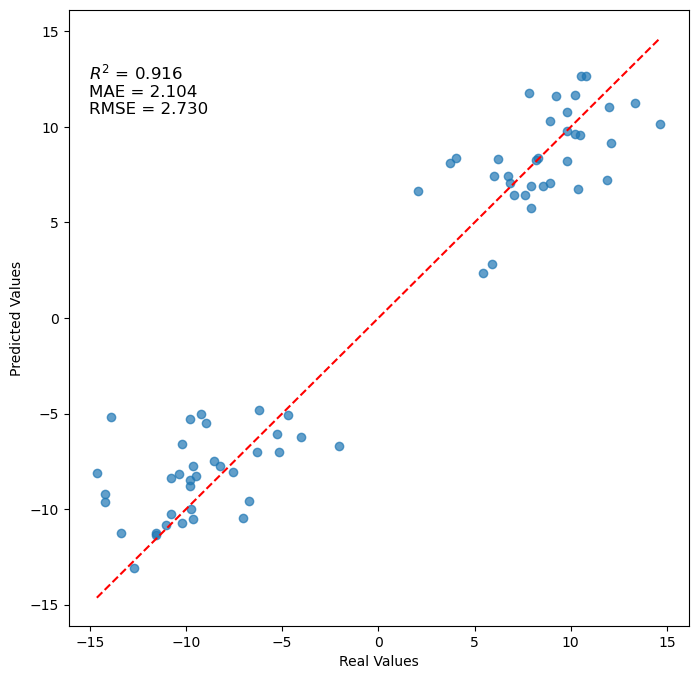 R² = 0.916
MAE = 2.104
RMSE = 2.730
15
10
5
0
−5
−10
−15
Predicted Values
−15 −10 −5 0 5 10 15
Real Values